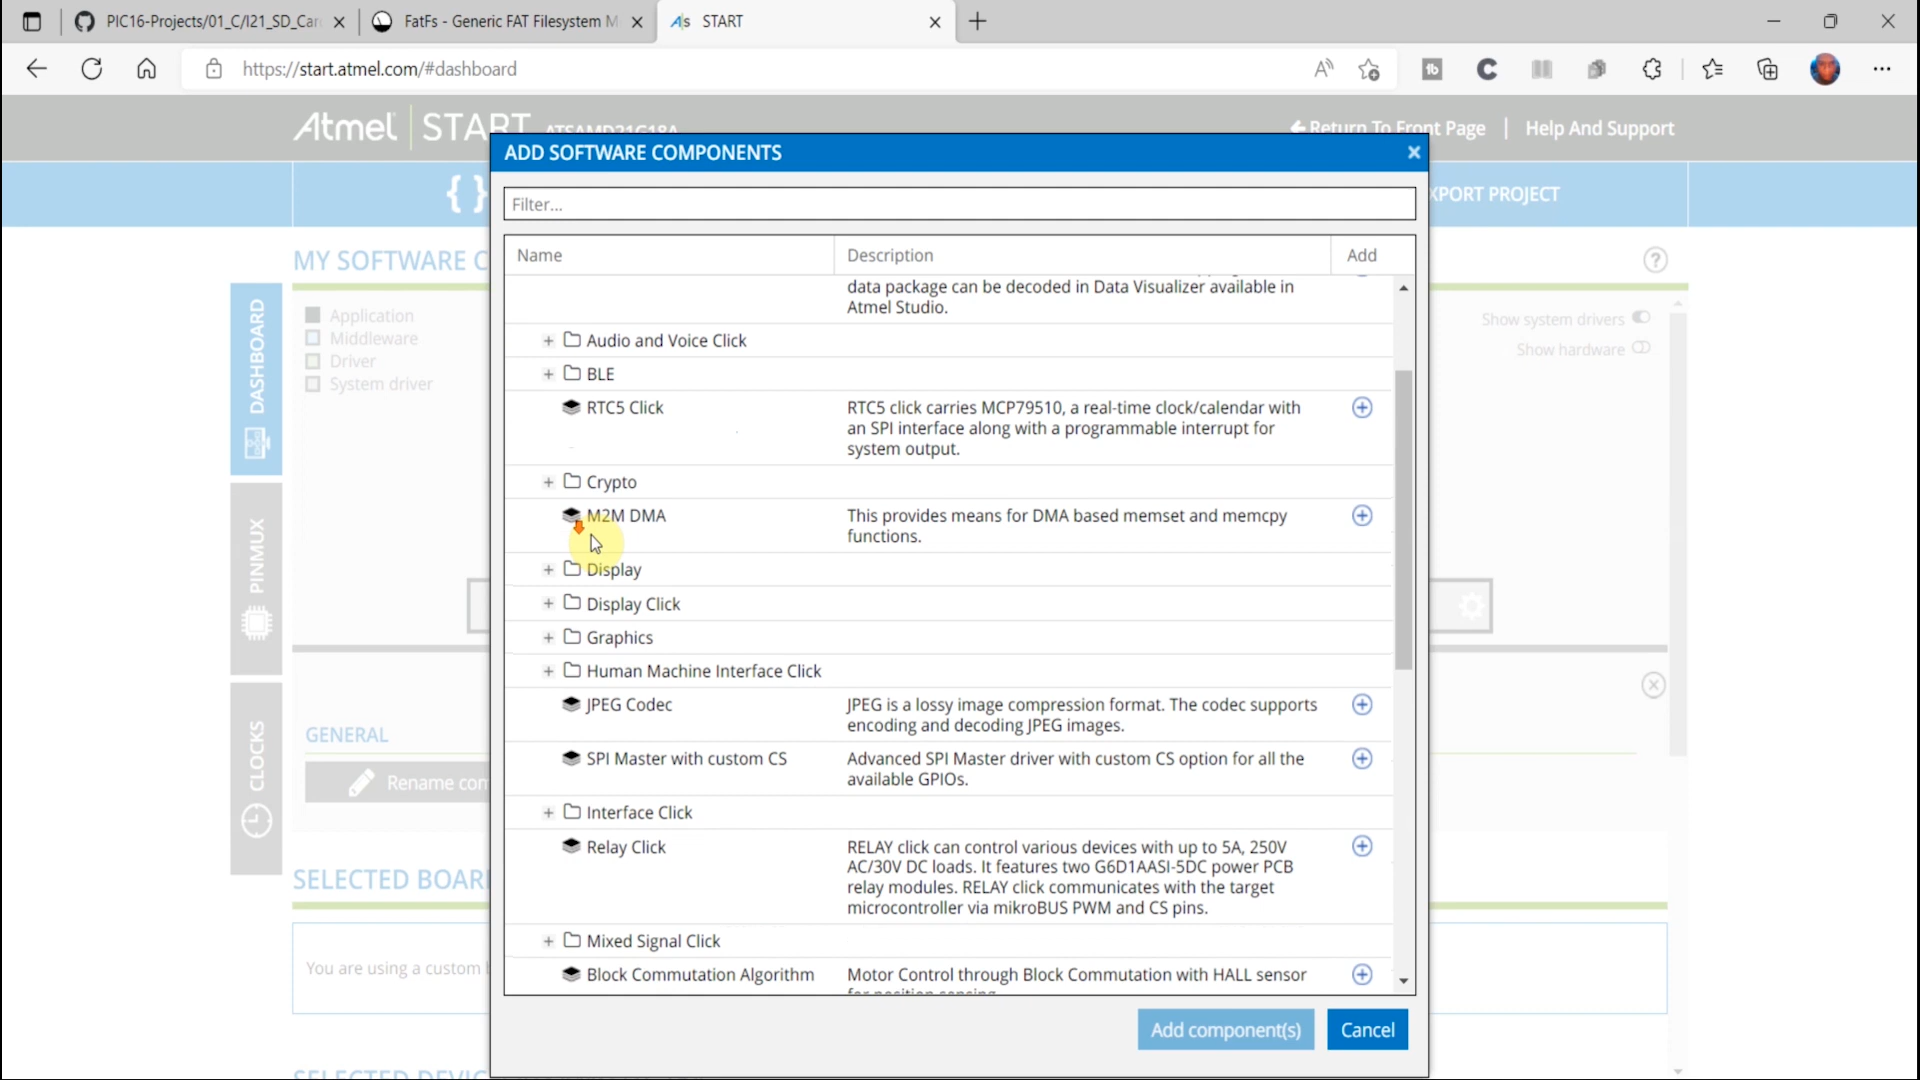 PIC16-Projects/01_C/I21_SD_Car
FatFs - Generic FAT Filesystem M
START
https://start.atmel.com/#dashboard
Atmel START ATSAMD21G18A
Return To Front Page | Help And Support
ADD SOFTWARE COMPONENTS
{ }
XPORT PROJECT
Filter...
Name Description Add
MY SOFTWARE C
data package can be decoded in Data Visualizer available in
Atmel Studio.
Application
Middleware
Driver
System driver
Show system drivers
Show hardware
DASHBOARD
PINMUX
CLOCKS
Audio and Voice Click
BLE
RTC5 Click
RTC5 click carries MCP79510, a real-time clock/calendar with
an SPI interface along with a programmable interrupt for
system output.
Crypto
M2M DMA
This provides means for DMA based memset and memcpy
functions.
Display
Display Click
Graphics
Human Machine Interface Click
JPEG Codec
JPEG is a lossy image compression format. The codec supports
encoding and decoding JPEG images.
SPI Master with custom CS
Advanced SPI Master driver with custom CS option for all the
available GPIOs.
Interface Click
Relay Click
RELAY click can control various devices with up to 5A, 250V
AC/30V DC loads. It features two G6D1AASI-5DC power PCB
relay modules. RELAY click communicates with the target
microcontroller via mikroBUS PWM and CS pins.
Mixed Signal Click
Block Commutation Algorithm
Motor Control through Block Commutation with HALL sensor
GENERAL
Rename com
SELECTED BOAR
You are using a custom
Add component(s)
Cancel